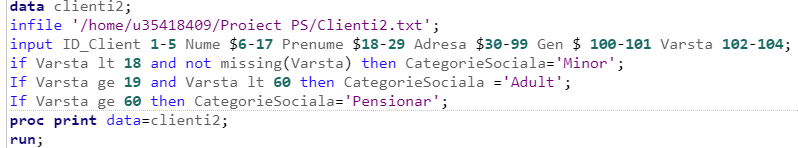 data clienti2;
infile '/home/u35418409/Proiect PS/Clienti2.txt';
input ID_Client 1-5 Nume $6-17 Prenume $18-29 Adresa $30-99 Gen $ 100-101 Varsta 102-104;
if Varsta lt 18 and not missing(Varsta) then CategorieSociala='Minor';
If Varsta ge 19 and Varsta lt 60 then CategorieSociala ='Adult';
If Varsta ge 60 then CategorieSociala='Pensionar';
proc print data=clienti2;
run;